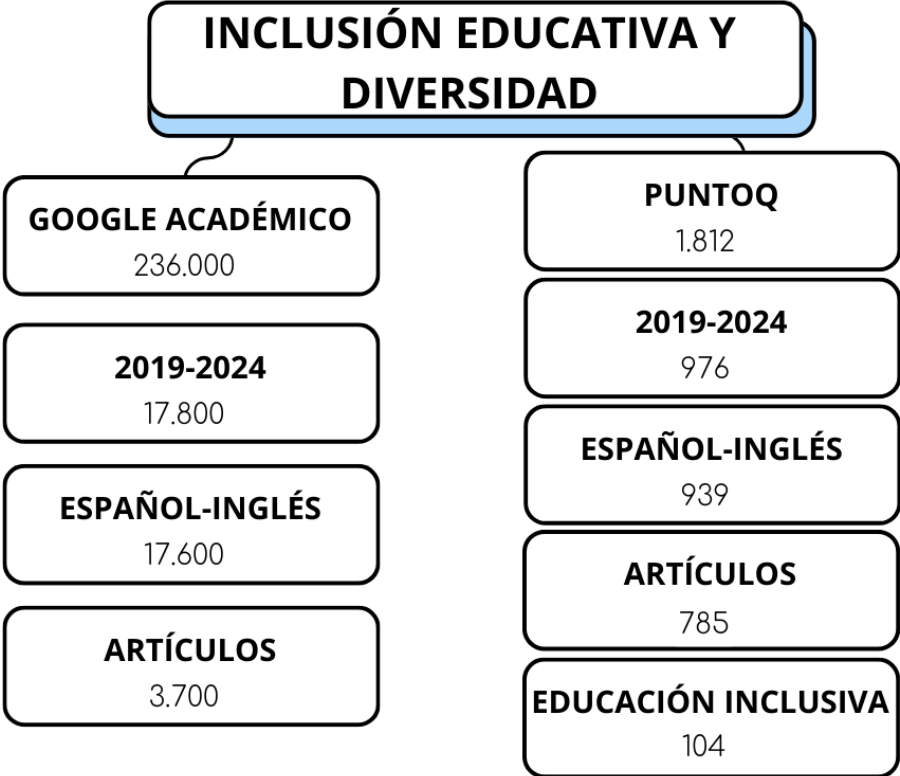 INCLUSIÓN EDUCATIVA Y
DIVERSIDAD
GOOGLE ACADÉMICO
236.000
2019-2024
17.800
ESPAÑOL-INGLÉS
17.600
ARTÍCULOS
3.700
PUNTOQ
1.812
2019-2024
976
ESPAÑOL-INGLÉS
939
ARTÍCULOS
785
EDUCACIÓN INCLUSIVA
104